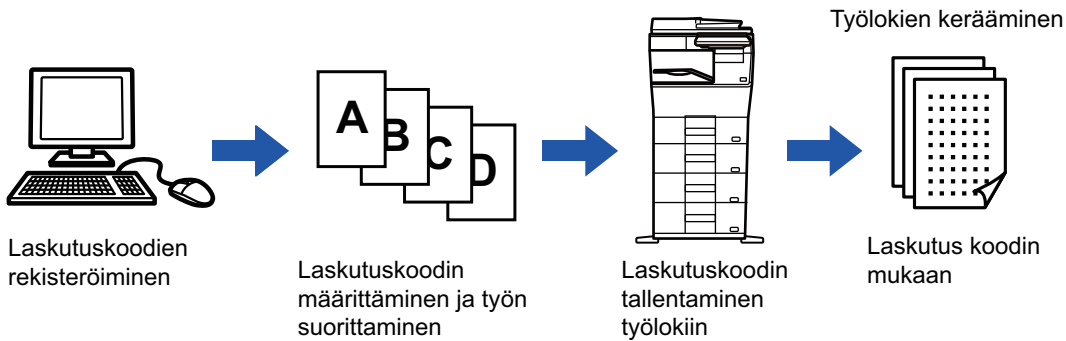 Työlokien kerääminen
A
B
C
D
Laskutuskoodien
rekisteröiminen
Laskutuskoodin
määrittäminen ja työn
suorittaminen
Laskutuskoodin
tallentaminen
työlokiin
Laskutus koodin
mukaan